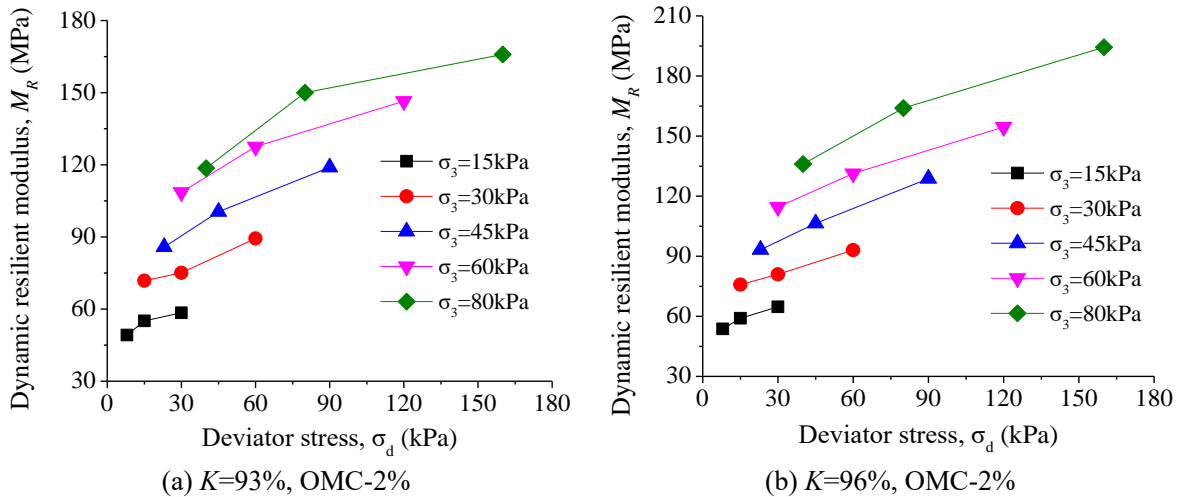 Dynamic resilient modulus, M_R (MPa)
180
150
120
90
60
30
0 30 60 90 120 150 180
Deviator stress, σ_d (kPa)
σ_3=15kPa
σ_3=30kPa
σ_3=45kPa
σ_3=60kPa
σ_3=80kPa
(a) K=93%, OMC-2%
Dynamic resilient modulus, M_R (MPa)
210
180
150
120
90
60
30
0 30 60 90 120 150 180
Deviator stress, σ_d (kPa)
σ_3=15kPa
σ_3=30kPa
σ_3=45kPa
σ_3=60kPa
σ_3=80kPa
(b) K=96%, OMC-2%